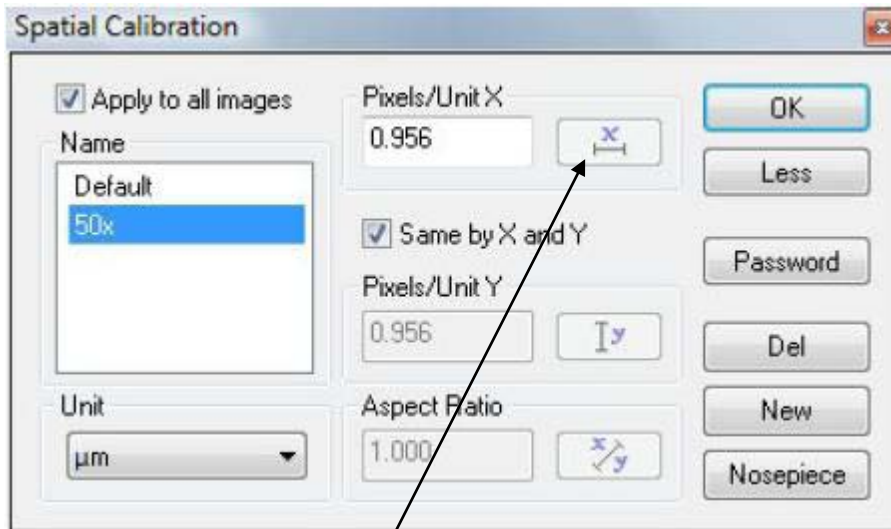 Spatial Calibration
Apply to all images
Name
Default
50x
Unit
µm
Pixels/Unit X
0.956
x
Same by X and Y
Pixels/Unit Y
0.956
y
Aspect Ratio
1.000
x/y
OK
Less
Password
Del
New
Nosepiece